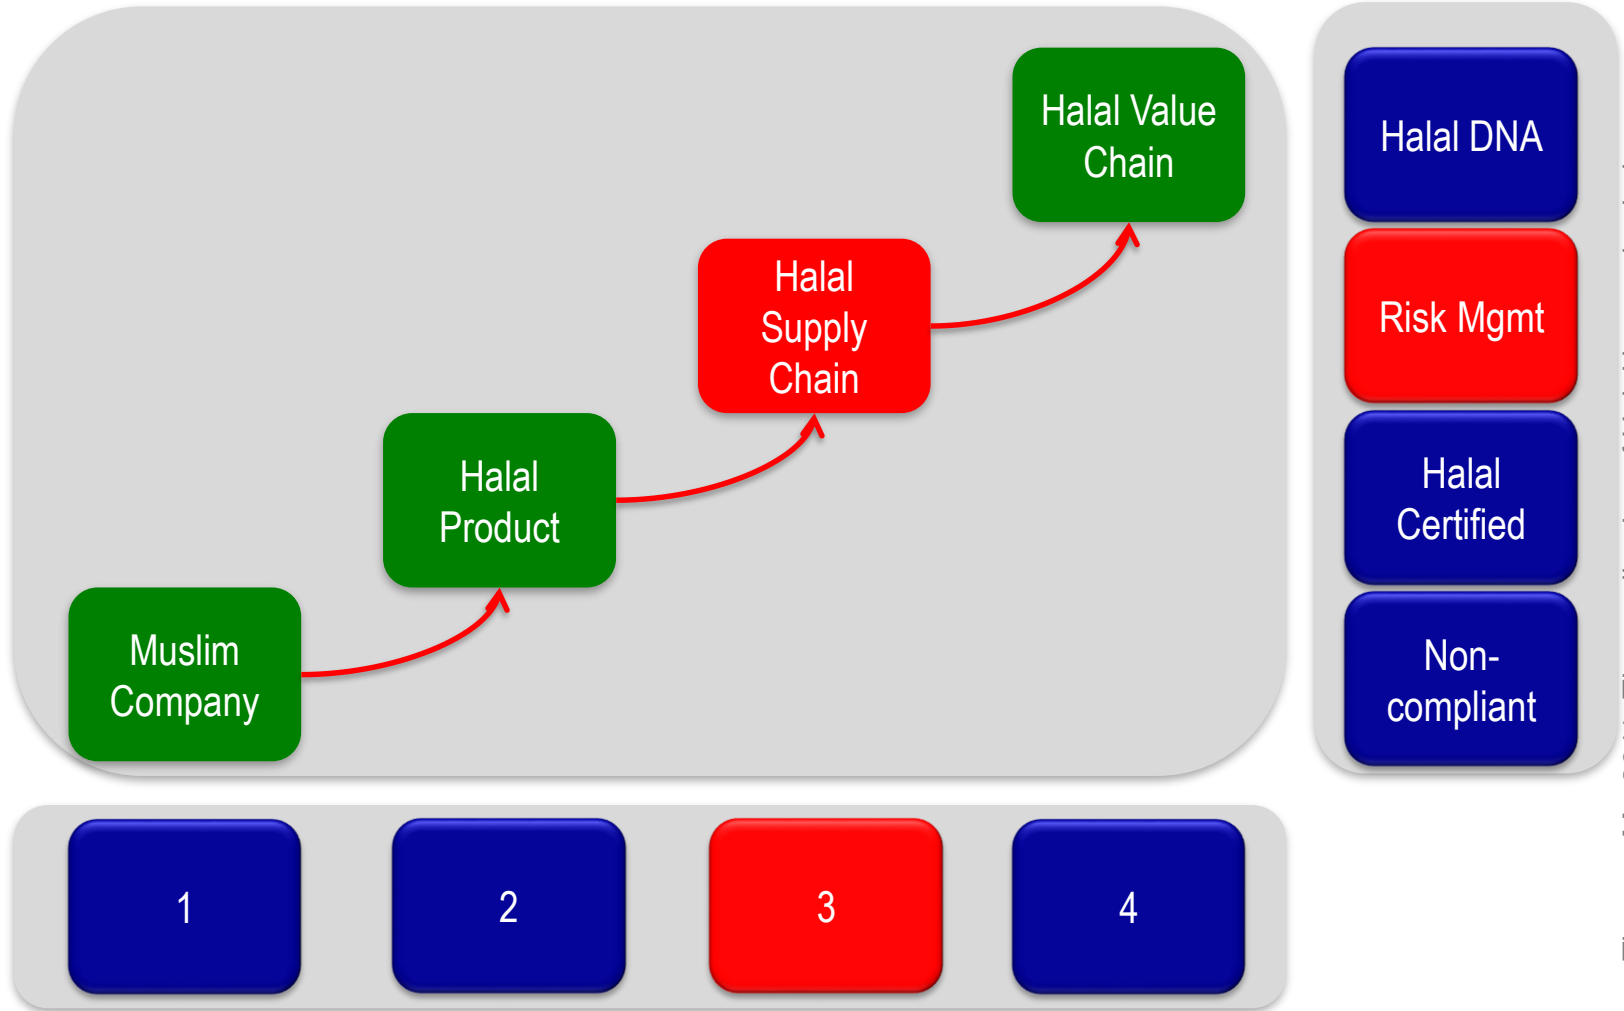 Halal Value
Chain
Halal
Supply
Chain
Halal
Product
Muslim
Company
Halal DNA
Risk Mgmt
Halal
Certified
Non-
compliant
1
2
3
4